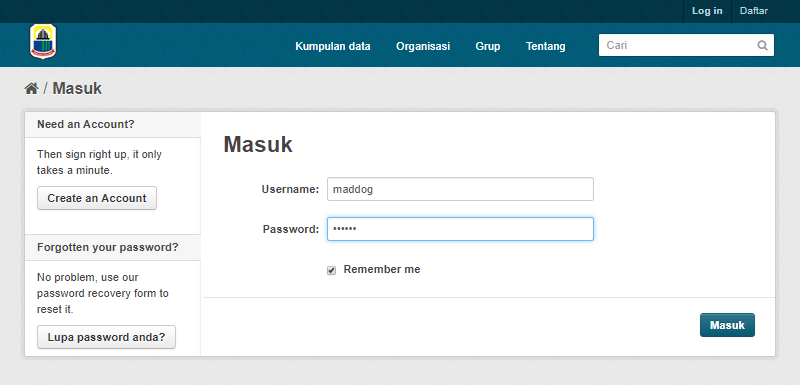 Log in Daftar
Kumpulan data Organisasi Grup Tentang Cari
/ Masuk
Need an Account?
Then sign right up, it only
takes a minute.
Create an Account
Forgotten your password?
No problem, use our
password recovery form to
reset it.
Lupa password anda?
Masuk
Username: maddog
Password: ••••••
Remember me
Masuk